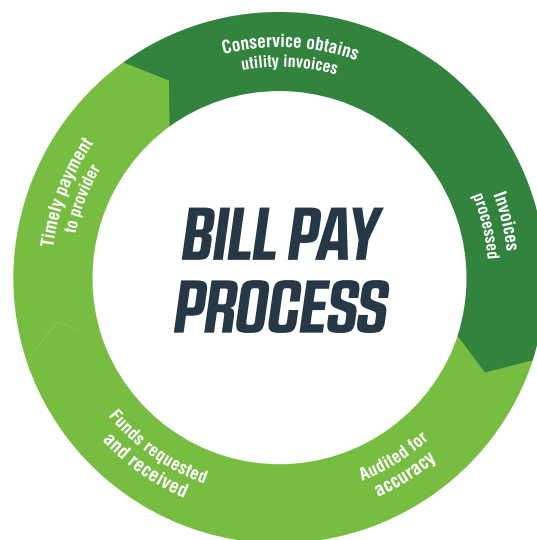 Conservice obtains
utility invoices
Invoices
processed
Audited for
accuracy
Funds requested
and received
Timely payment
to provider
BILL PAY
PROCESS